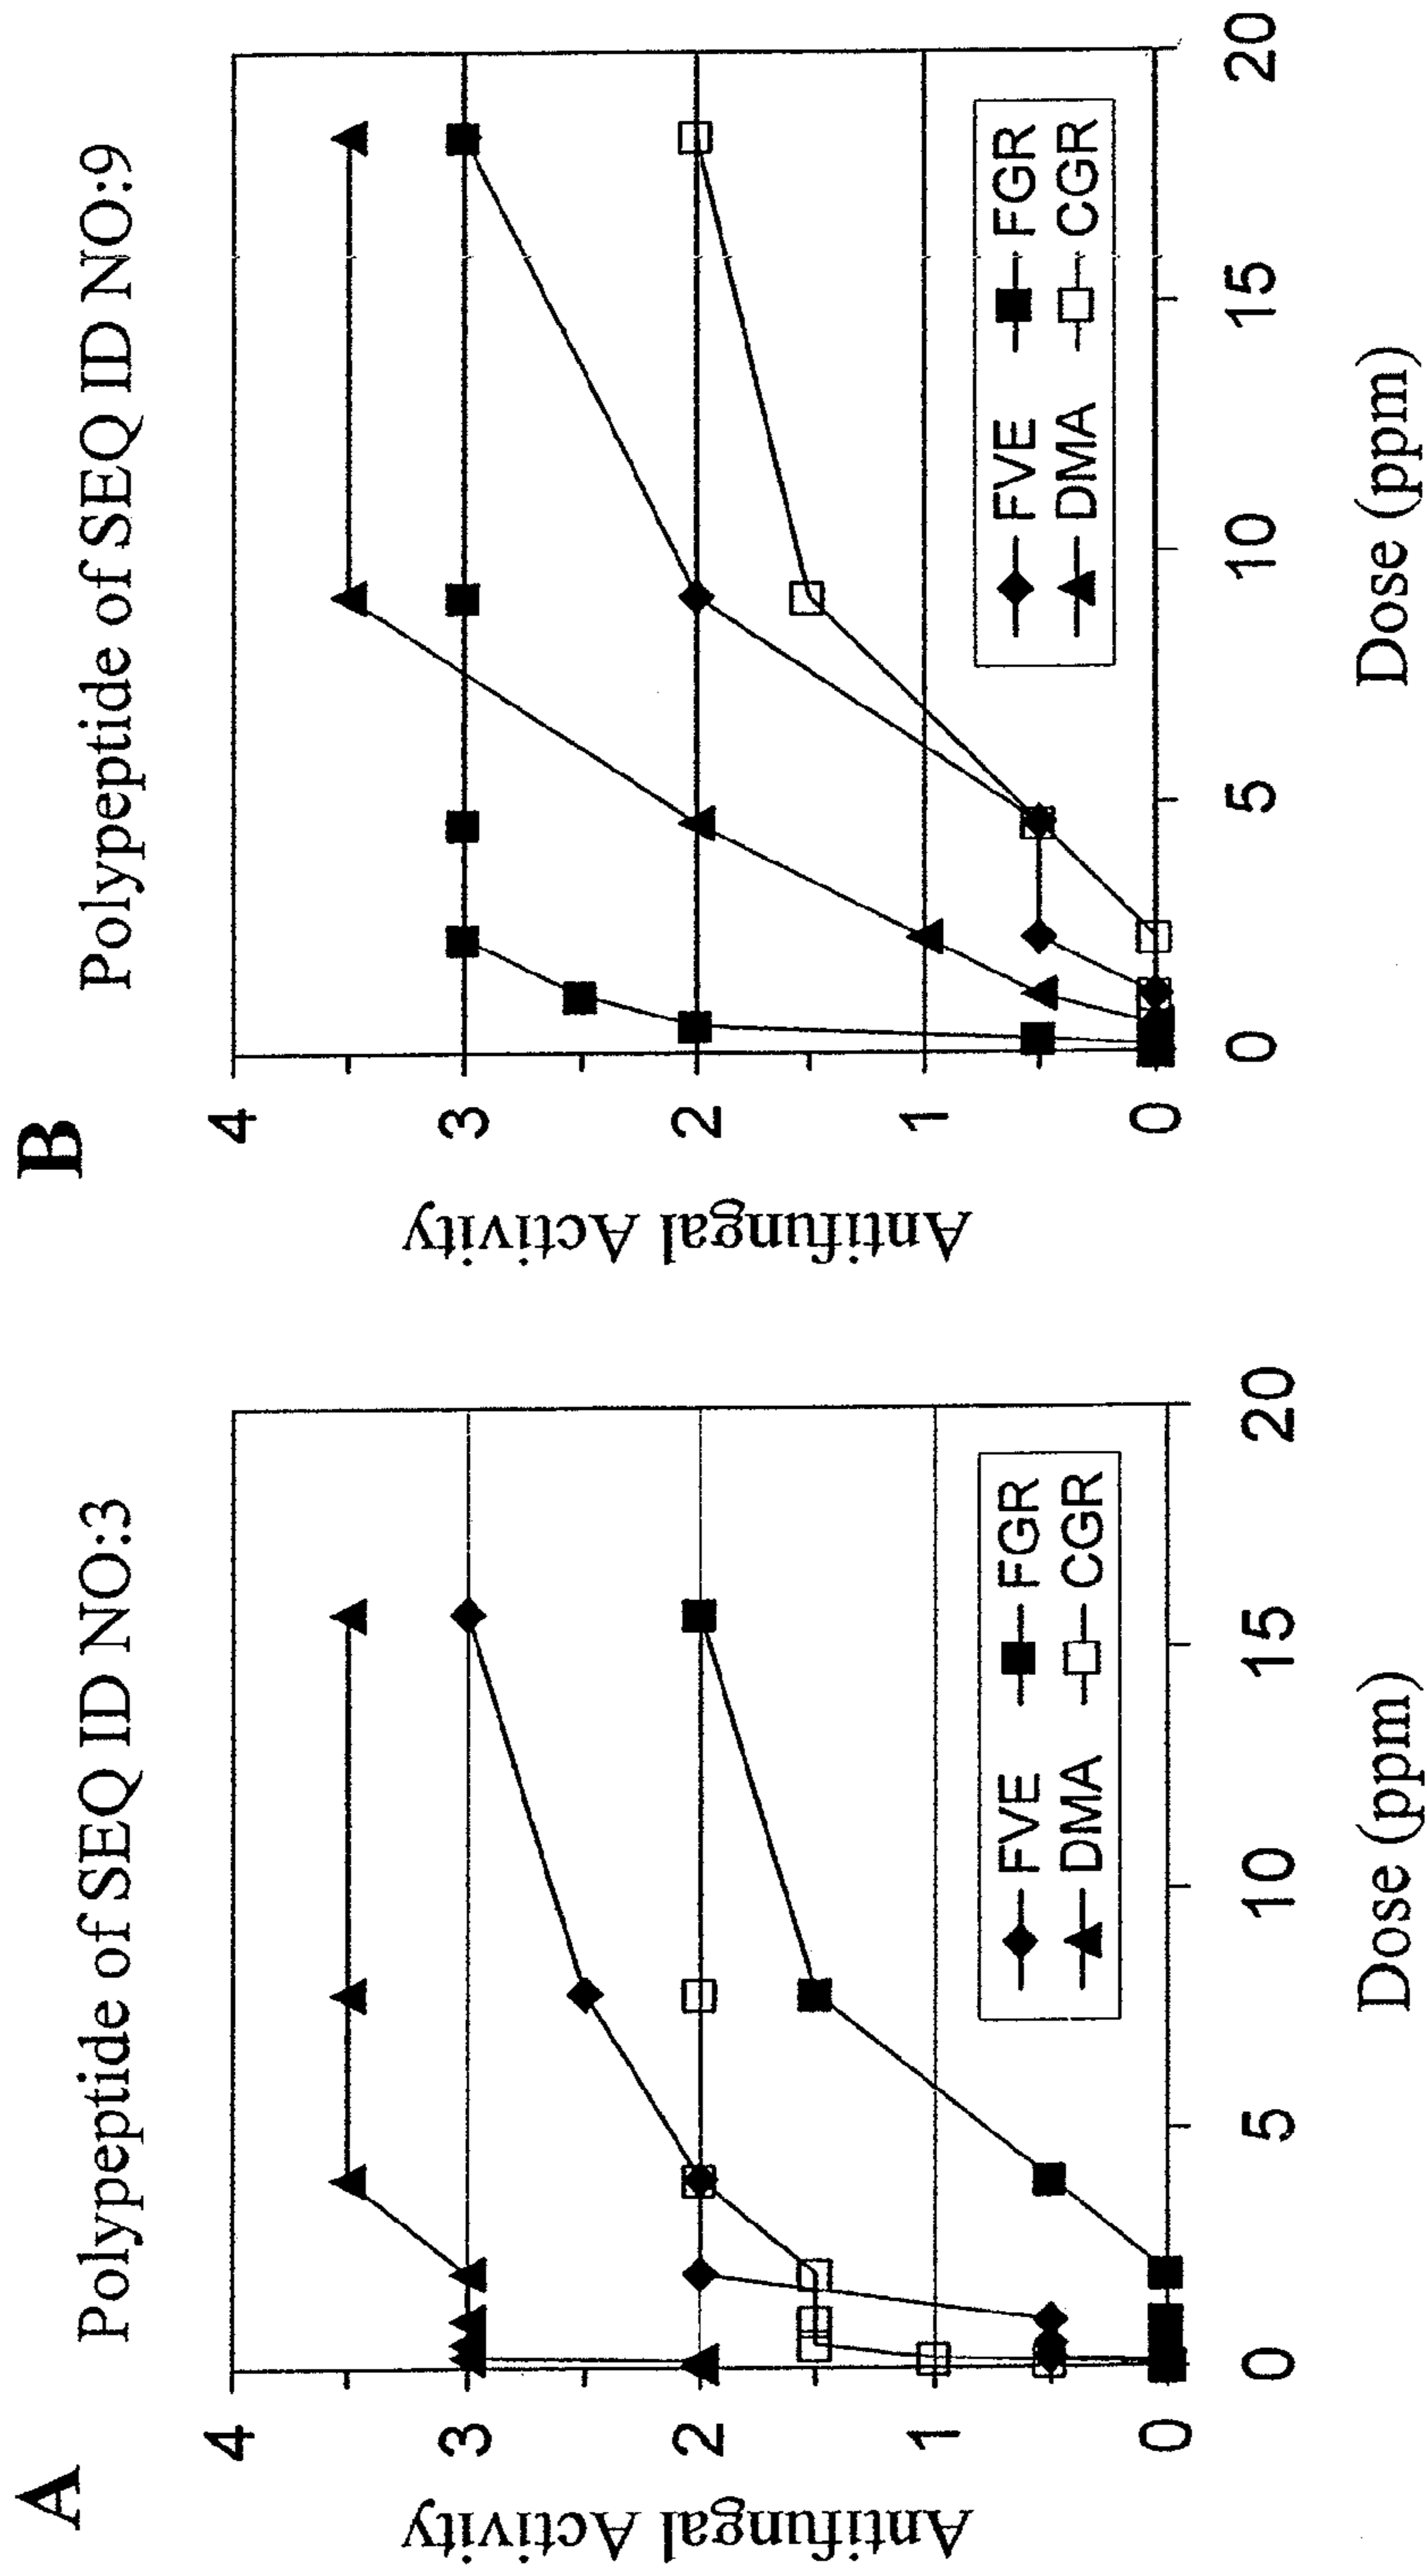 A
Polypeptide of SEQ ID NO:3
Antifungal Activity
4
3
2
1
0
FVE FGR
DMA CGR
0 5 10 15 20
Dose (ppm)
B
Polypeptide of SEQ ID NO:9
Antifungal Activity
4
3
2
1
0
FVE FGR
DMA CGR
0 5 10 15 20
Dose (ppm)